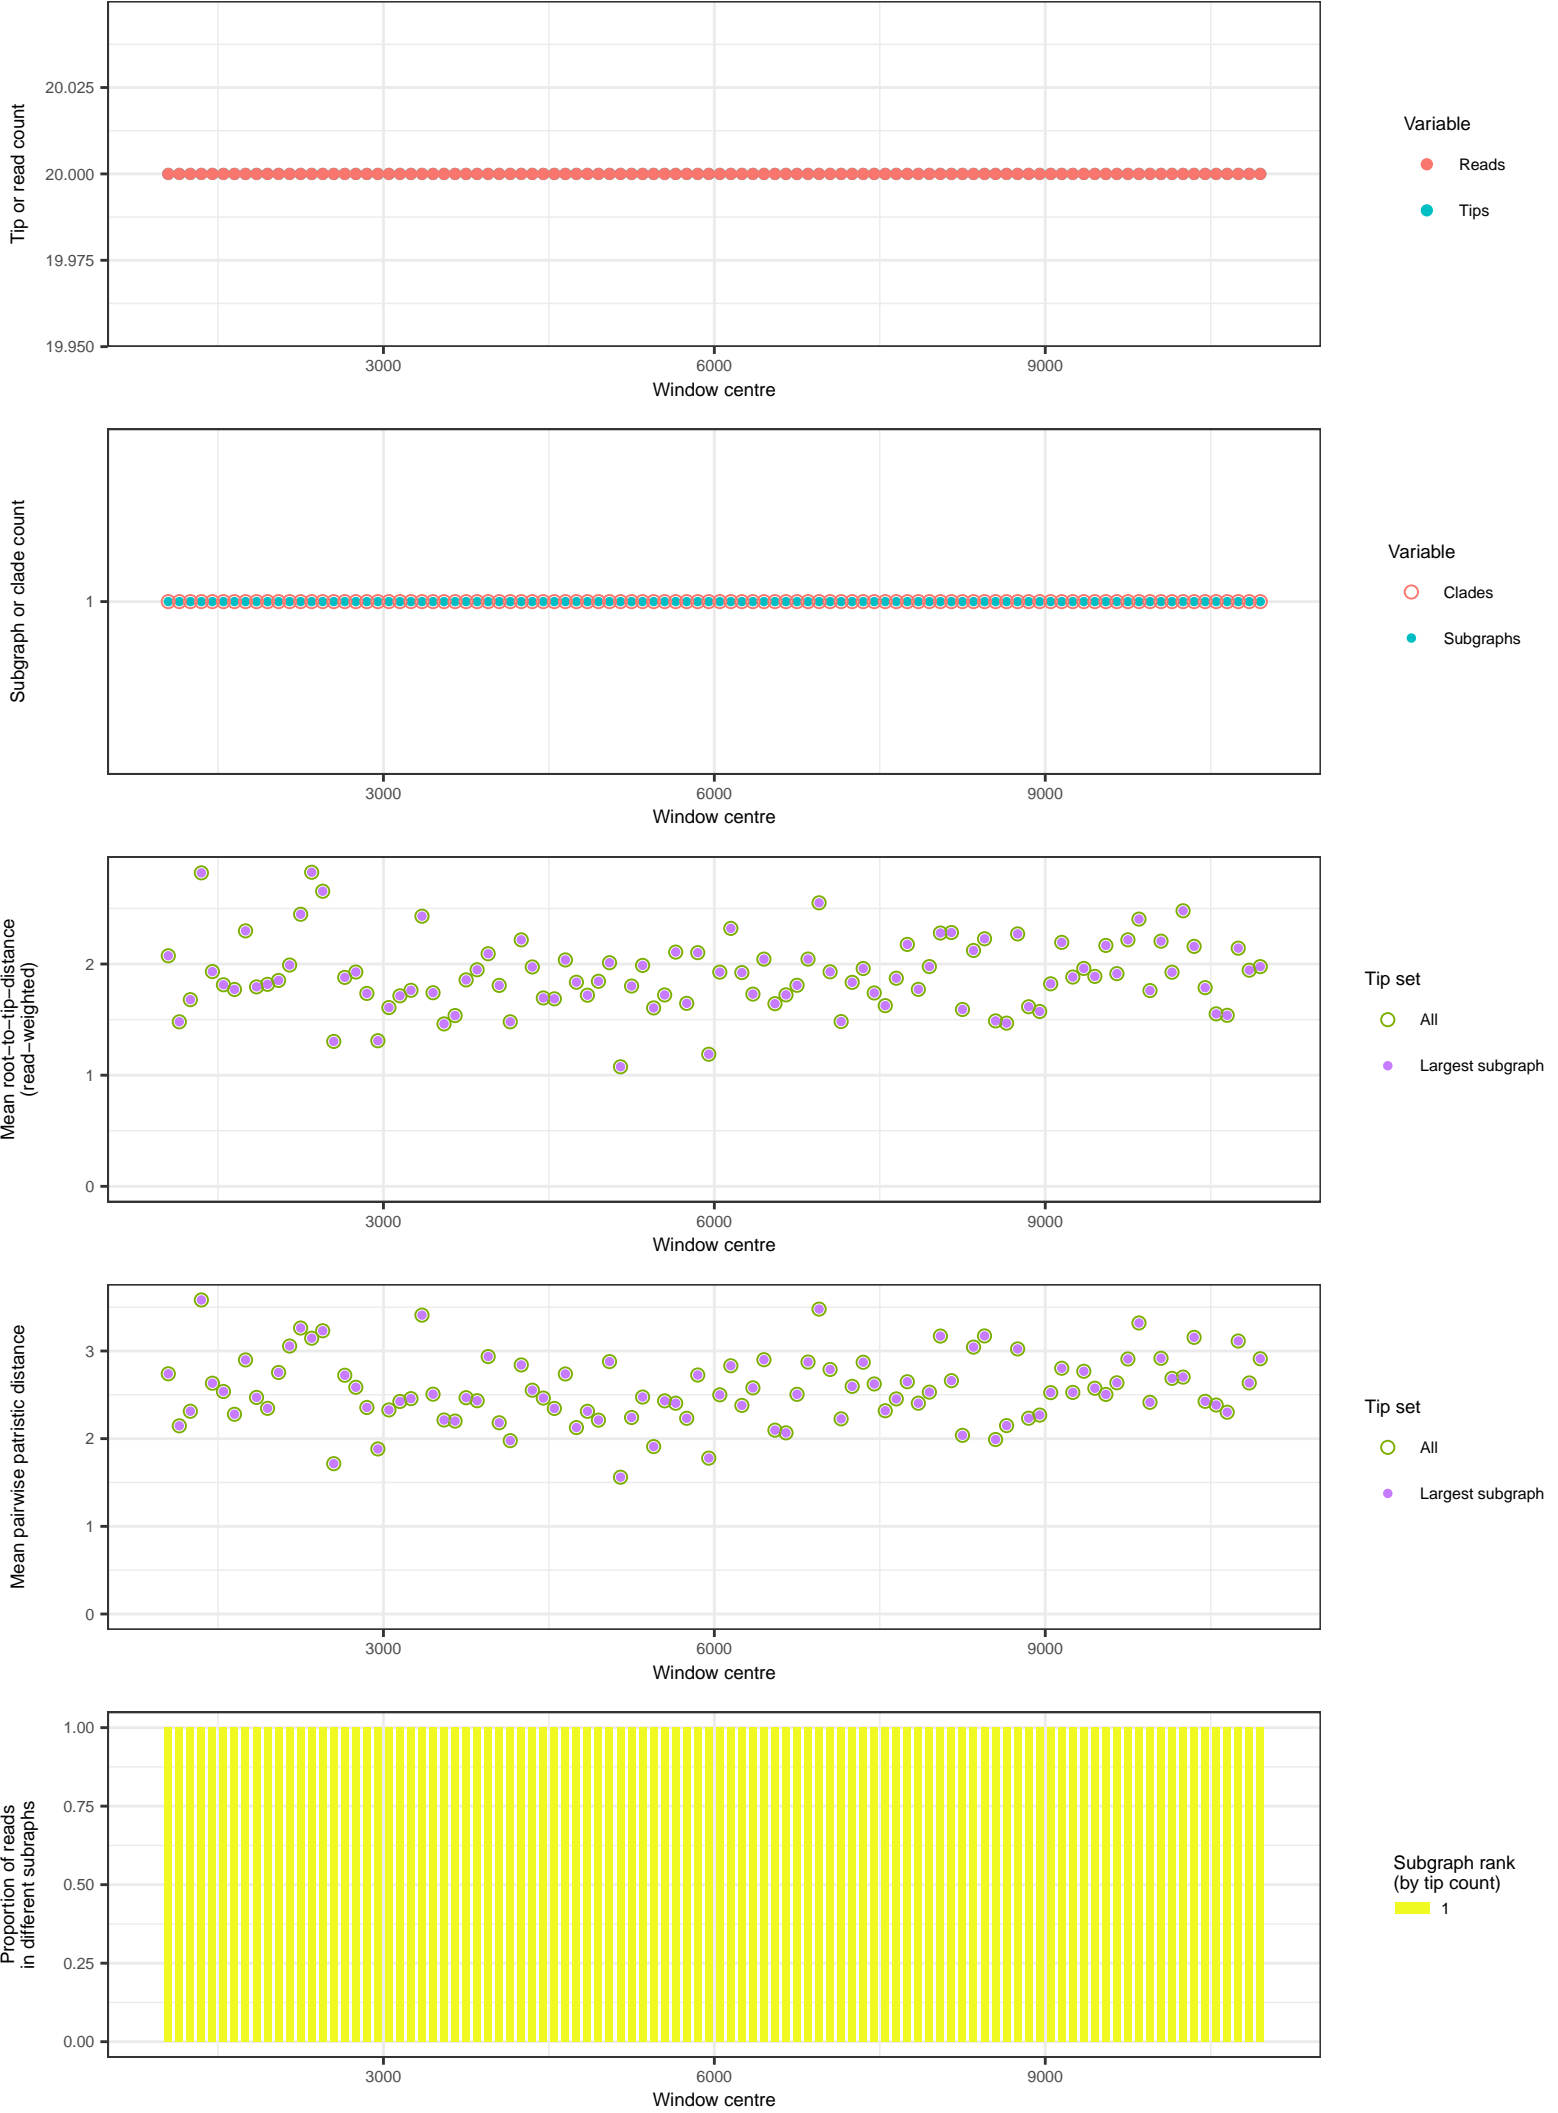 Tip or read count
20.025
20.000
19.975
19.950
3000
6000
9000
Window centre
Variable
Reads
Tips
Subgraph or clade count
1
3000
6000
9000
Window centre
Variable
Clades
Subgraphs
Mean root−to−tip−distance
(read−weighted)
2
1
0
3000
6000
9000
Window centre
Tip set
All
Largest subgraph
Mean pairwise patristic distance
3
2
1
0
3000
6000
9000
Window centre
Tip set
All
Largest subgraph
Proportion of reads
in different subraphs
1.00
0.75
0.50
0.25
0.00
3000
6000
9000
Window centre
Subgraph rank
(by tip count)
1